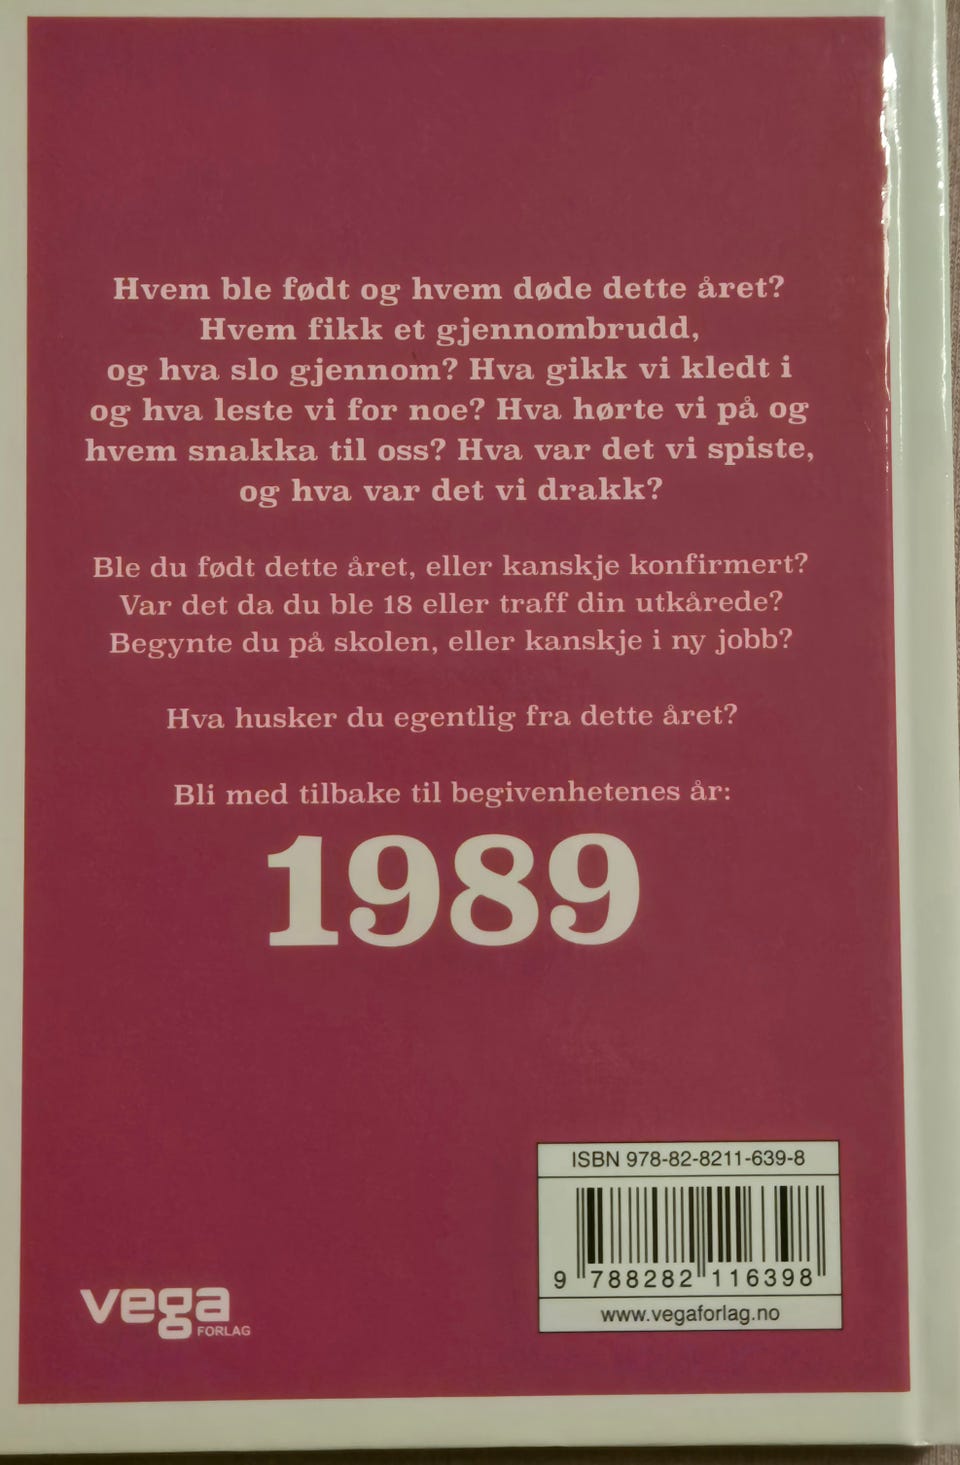 Hvem ble født og hvem døde dette året?
Hvem fikk et gjennombrudd,
og hva slo gjennom? Hva gikk vi kledt i
og hva leste vi for noe? Hva hørte vi på og
hvem snakka til oss? Hva var det vi spiste,
og hva var det vi drakk?
Ble du født dette året, eller kanskje konfirmert?
Var det da du ble 18 eller traff din utkårede?
Begynte du på skolen, eller kanskje i ny jobb?
Hva husker du egentlig fra dette året?
Bli med tilbake til begivenhetenes år:
1989
ISBN 978-82-8211-639-8
9 788282 116398
www.vegaforlag.no
vega
FORLAG